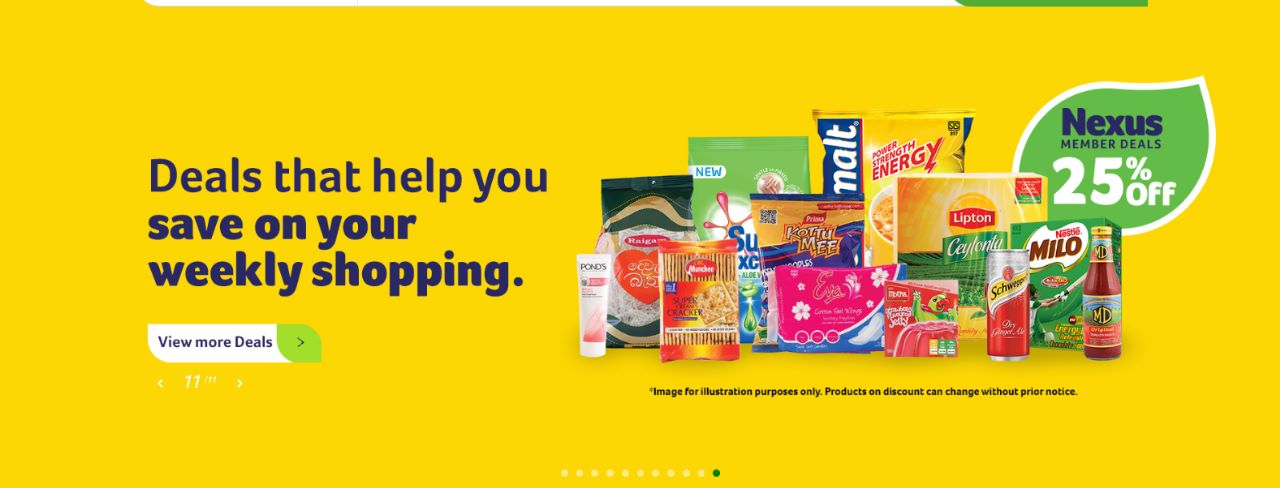 Deals that help you
save on your
weekly shopping.
View more Deals
11 /11
Nexus
MEMBER DEALS
25% OFF
malt
POWER
STRENGTH
ENERGY
NEW
Raigam
Prima
KOTTU
MEE
Lipton
Ceylonta
Nestlé
MILO
MD
Original
Schweppes
Dry
Ginger Ale
POND'S
Munchee
SUPER
CREAM
CRACKER
Eva
Cotton Feel Wings
Motha
Strawberry
Flavoured
Jelly
*Image for illustration purposes only. Products on discount can change without prior notice.